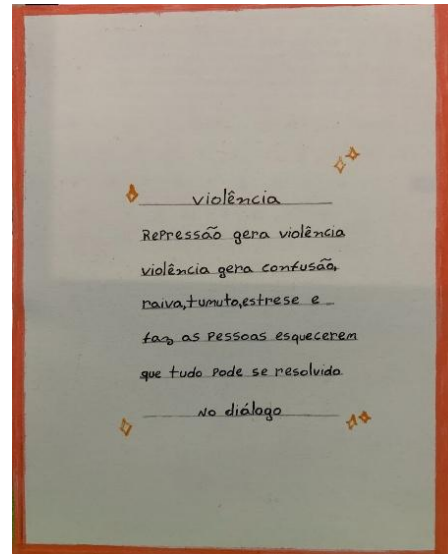 violência
Repressão gera violência
violência gera confusão,
raiva, tumuto, estrese e
faz as pessoas esquecerem
que tudo pode se resolvido
no diálogo